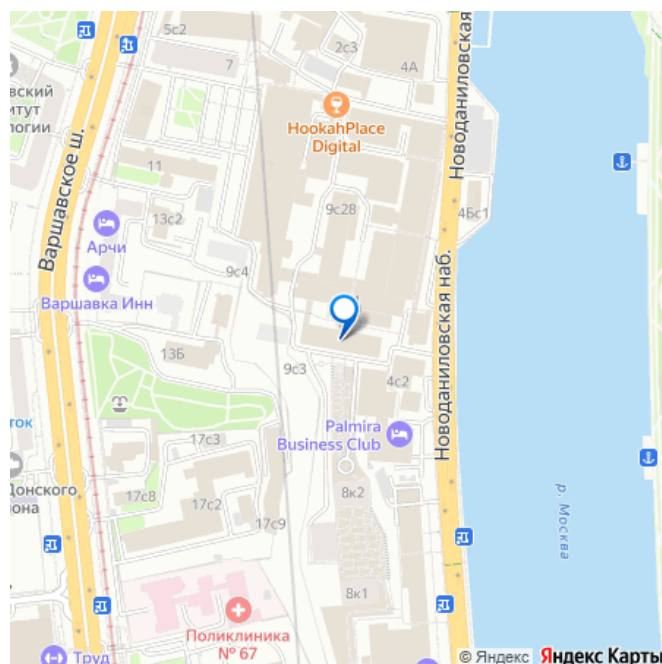 5с2
2с3
7
4А
Новоданиловская
Варшавское ш.
HookahPlace
Digital
11
13с2
9с28
4Бс1
Арчи
9с4
Варшавка Инн
Новоданиловская наб.
13Б
9с3
4с2
Palmira
Business Club
17с3
17с8
17с2
8к2
17с9
р. Москва
8к1
Поликлиника
№ 67
Труд
© Яндекс Яндекс Карты